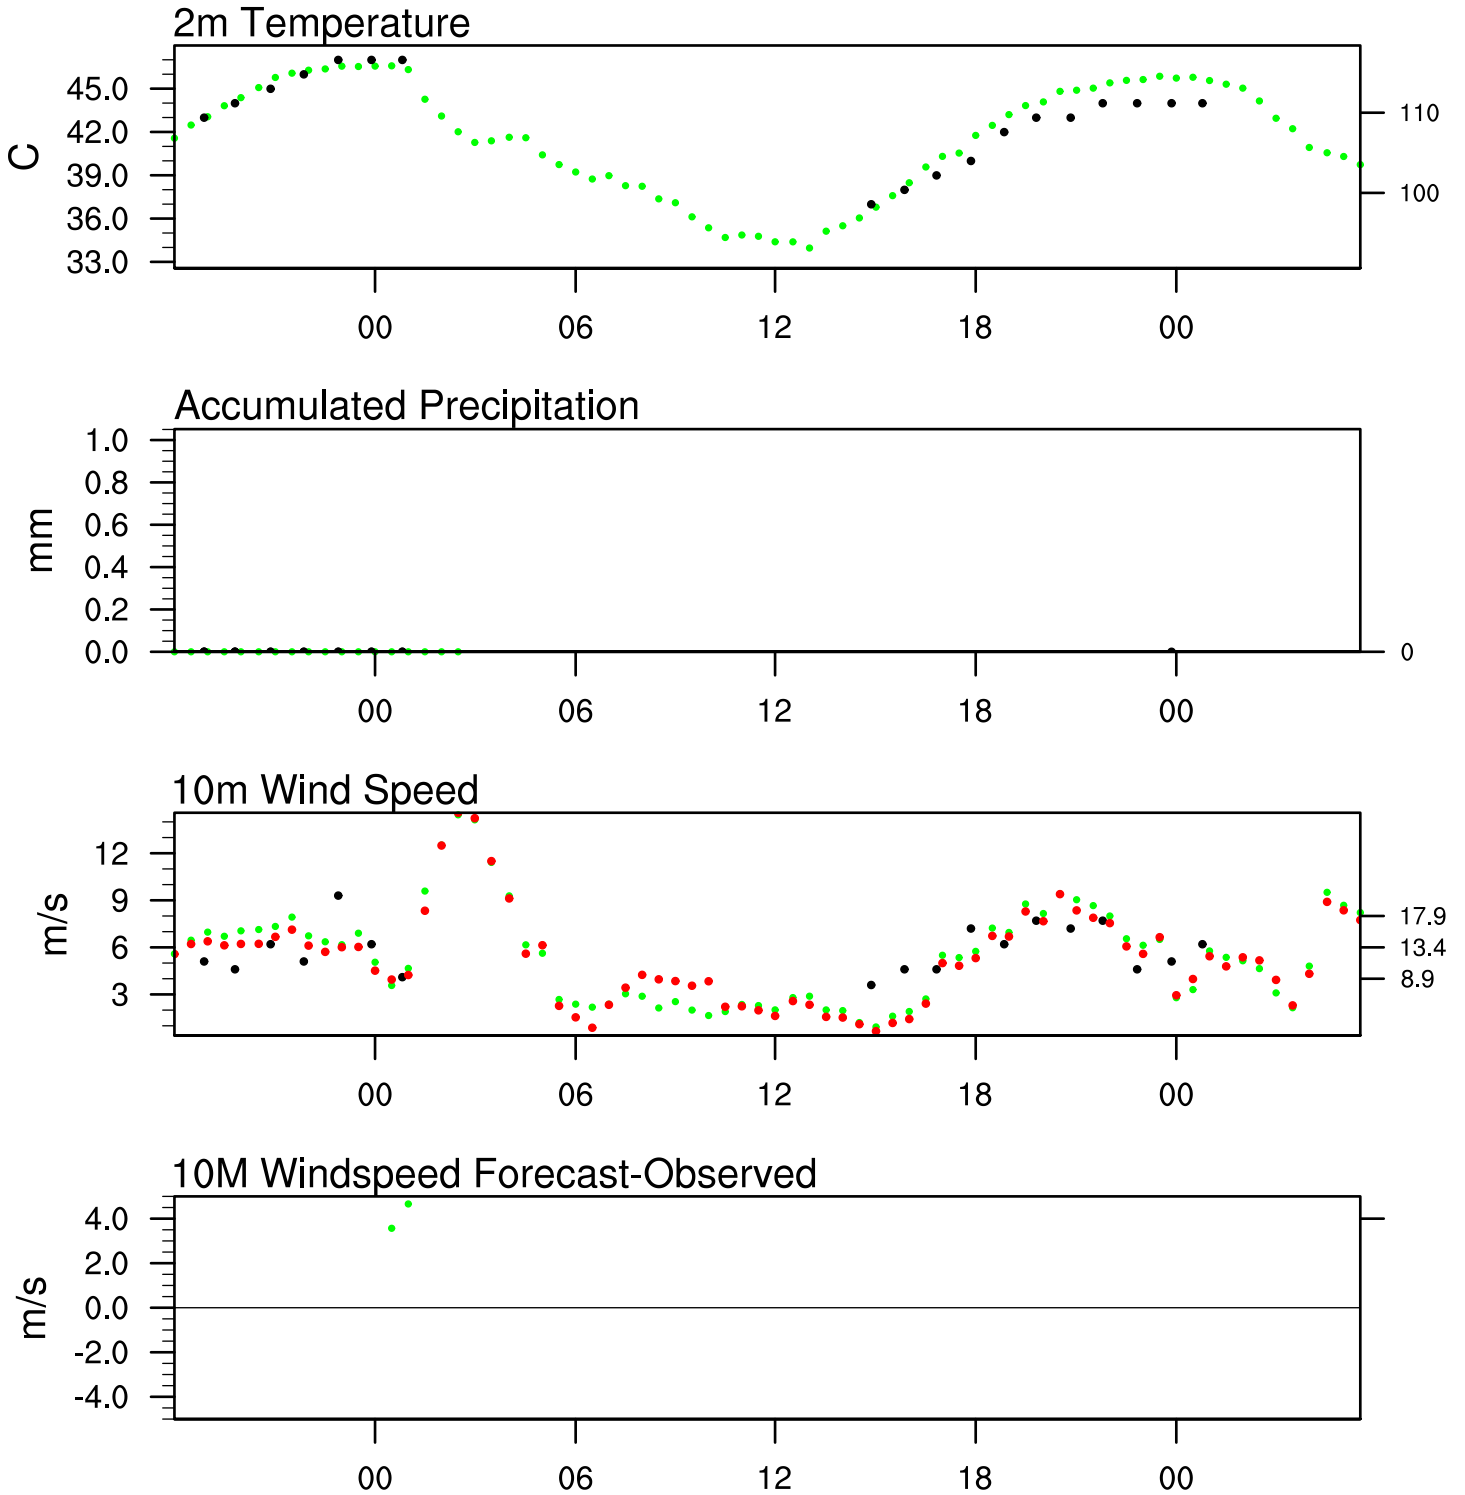 2m Temperature
C
45.0
42.0
39.0
36.0
33.0
110
100
00 06 12 18 00
Accumulated Precipitation
mm
1.0
0.8
0.6
0.4
0.2
0.0
0
00 06 12 18 00
10m Wind Speed
m/s
12
9
6
3
17.9
13.4
8.9
00 06 12 18 00
10M Windspeed Forecast-Observed
m/s
4.0
2.0
0.0
-2.0
-4.0
00 06 12 18 00